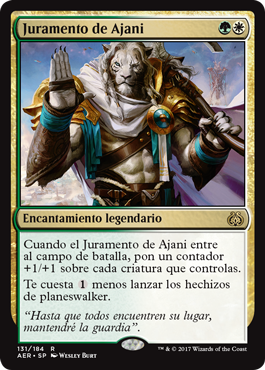 Juramento de Ajani
Encantamiento legendario
Cuando el Juramento de Ajani entre
al campo de batalla, pon un contador
+1/+1 sobre cada criatura que controlas.
Te cuesta 1 menos lanzar los hechizos
de planeswalker.
“Hasta que todos encuentren su lugar,
mantendré la guardia”.
131/184 R
AER • SP Wesley Burt
™ & © 2017 Wizards of the Coast